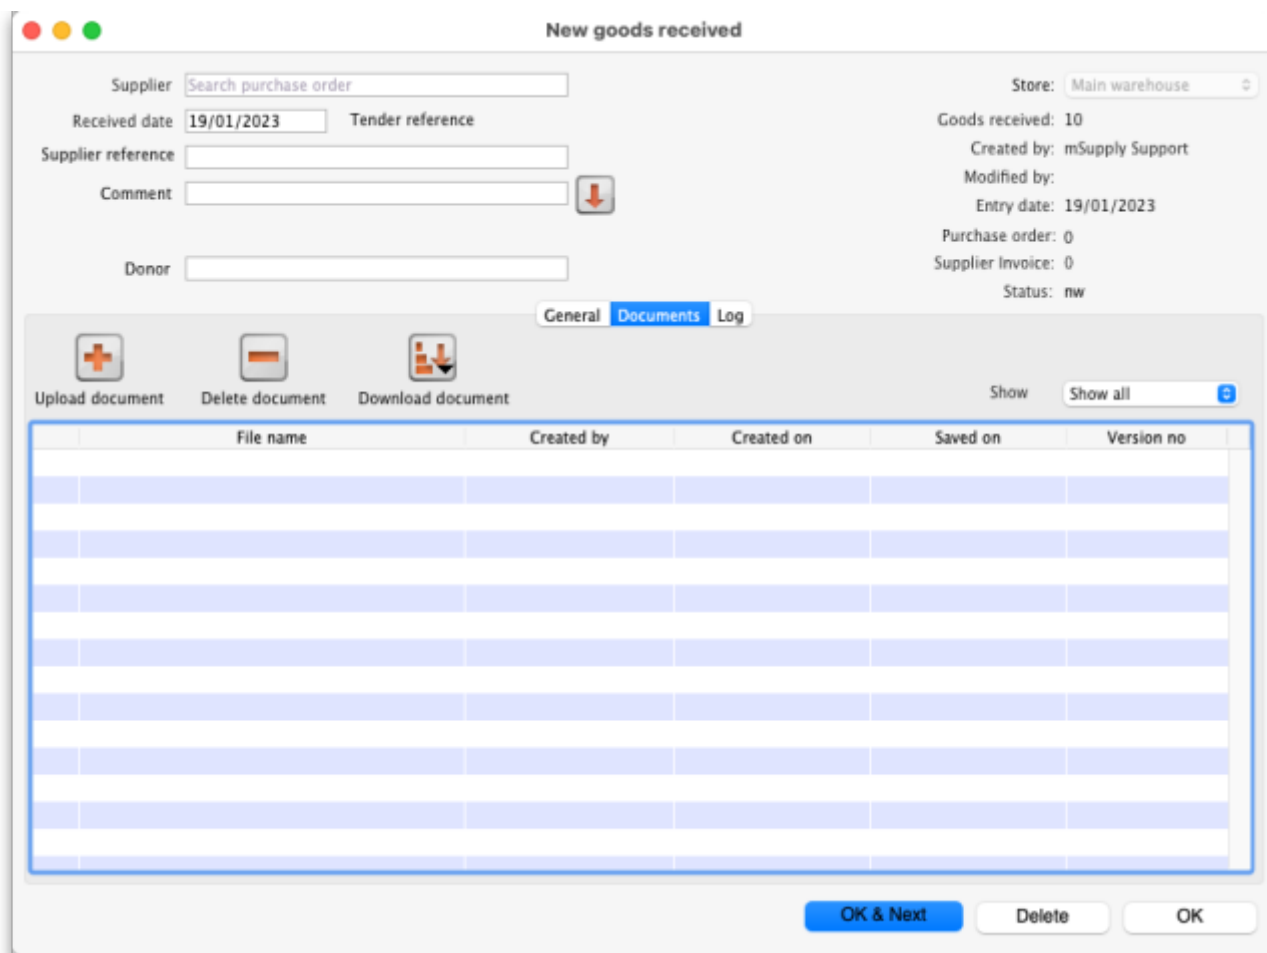 New goods received
Supplier Search purchase order
Store: Main warehouse
Received date 19/01/2023 Tender reference
Goods received: 10
Supplier reference
Created by: mSupply Support
Modified by:
Comment
Entry date: 19/01/2023
Purchase order: 0
Donor
Supplier Invoice: 0
Status: nw
General Documents Log
Upload document Delete document Download document
Show Show all
File name Created by Created on Saved on Version no
OK & Next Delete OK